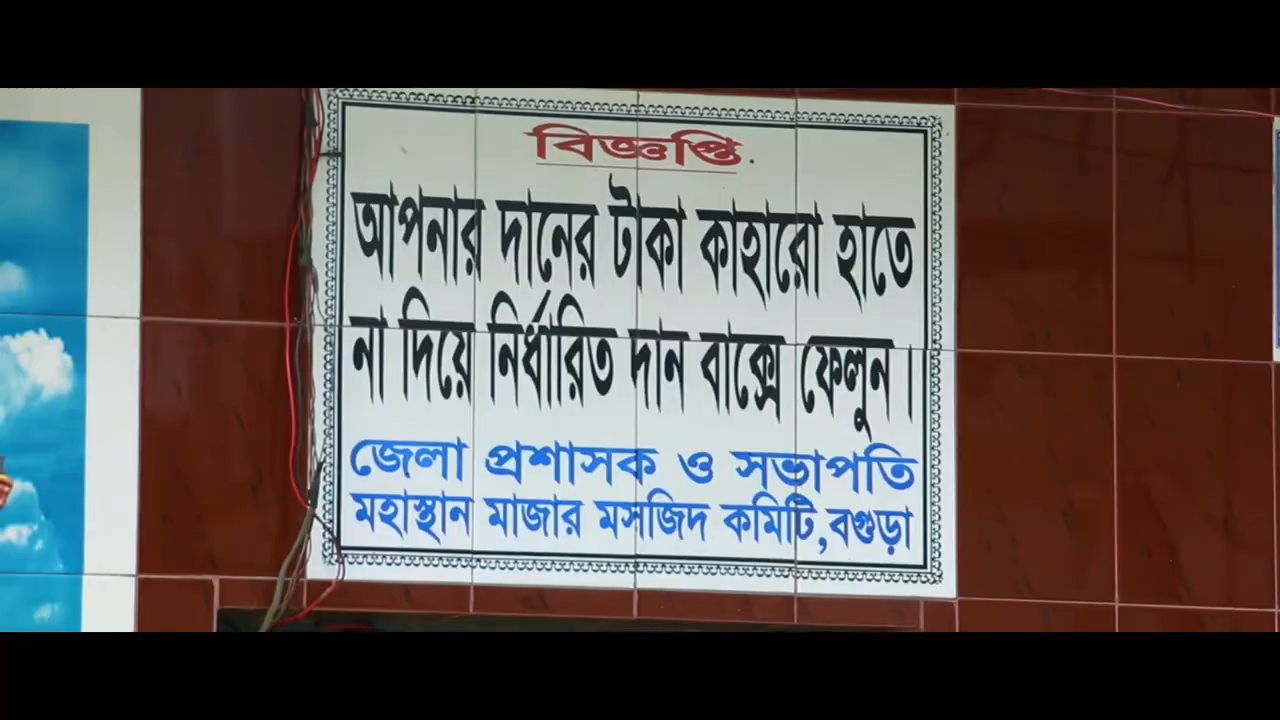 বিজ্ঞপ্তি
আপনার দানের টাকা কাহারো হাতে
না দিয়ে নির্ধারিত দান বাক্সে ফেলুন।
জেলা প্রশাসক ও সভাপতি
মহাস্থান মাজার মসজিদ কমিটি,বগুড়া